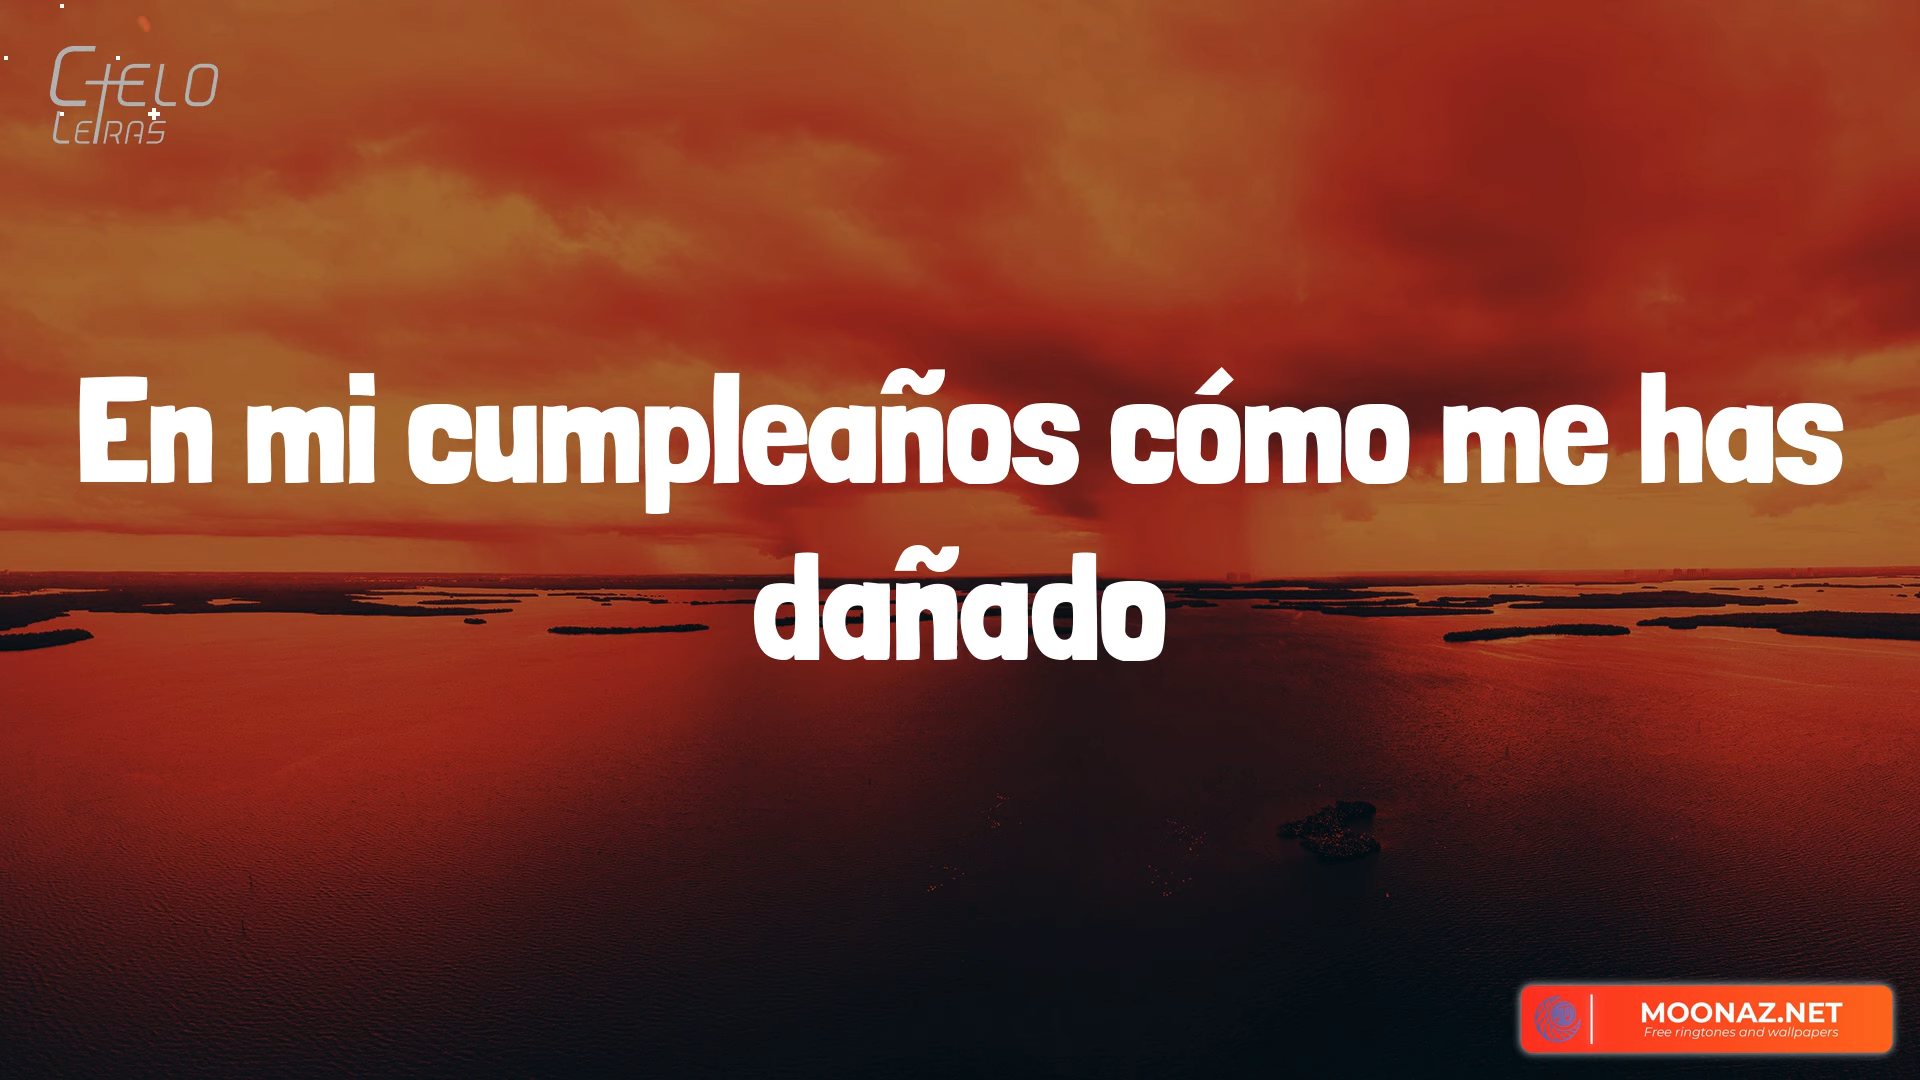 CIELO
LETRAS
En mi cumpleaños cómo me has
dañado
MOONAZ.NET
Free ringtones and wallpapers